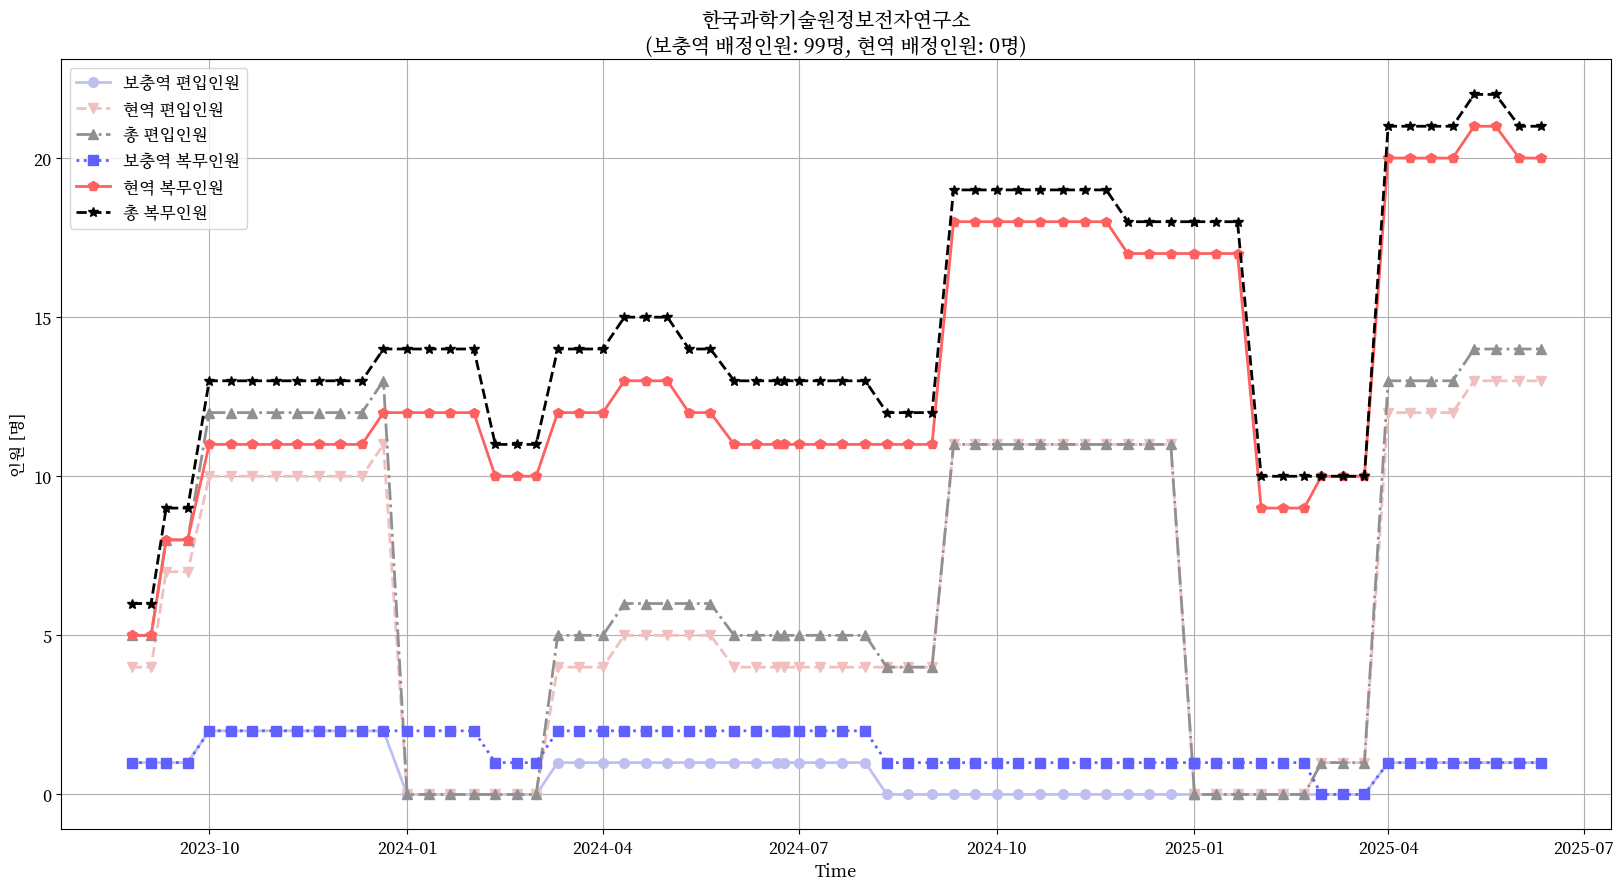 한국과학기술원정보전자연구소
(보충역 배정인원: 99명, 현역 배정인원: 0명)
보충역 편입인원
현역 편입인원
총 편입인원
보충역 복무인원
현역 복무인원
총 복무인원
인원 [명]
20
15
10
5
0
2023-10
2024-01
2024-04
2024-07
2024-10
2025-01
2025-04
2025-07
Time